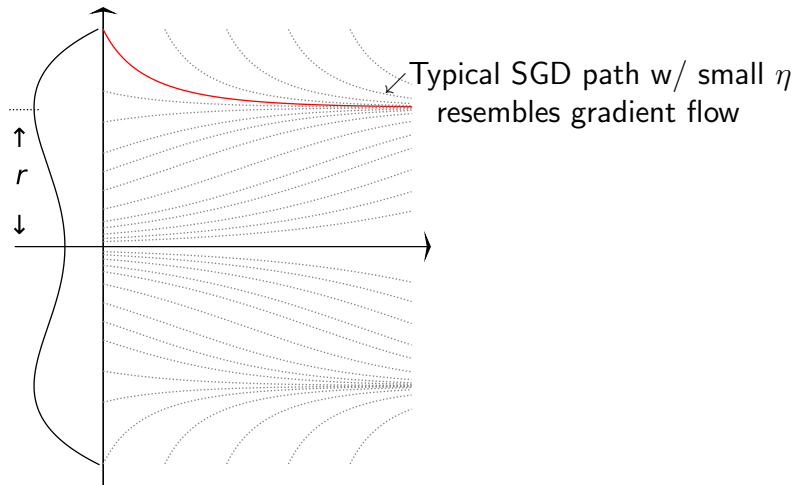 Typical SGD path w/ small η
resembles gradient flow
r